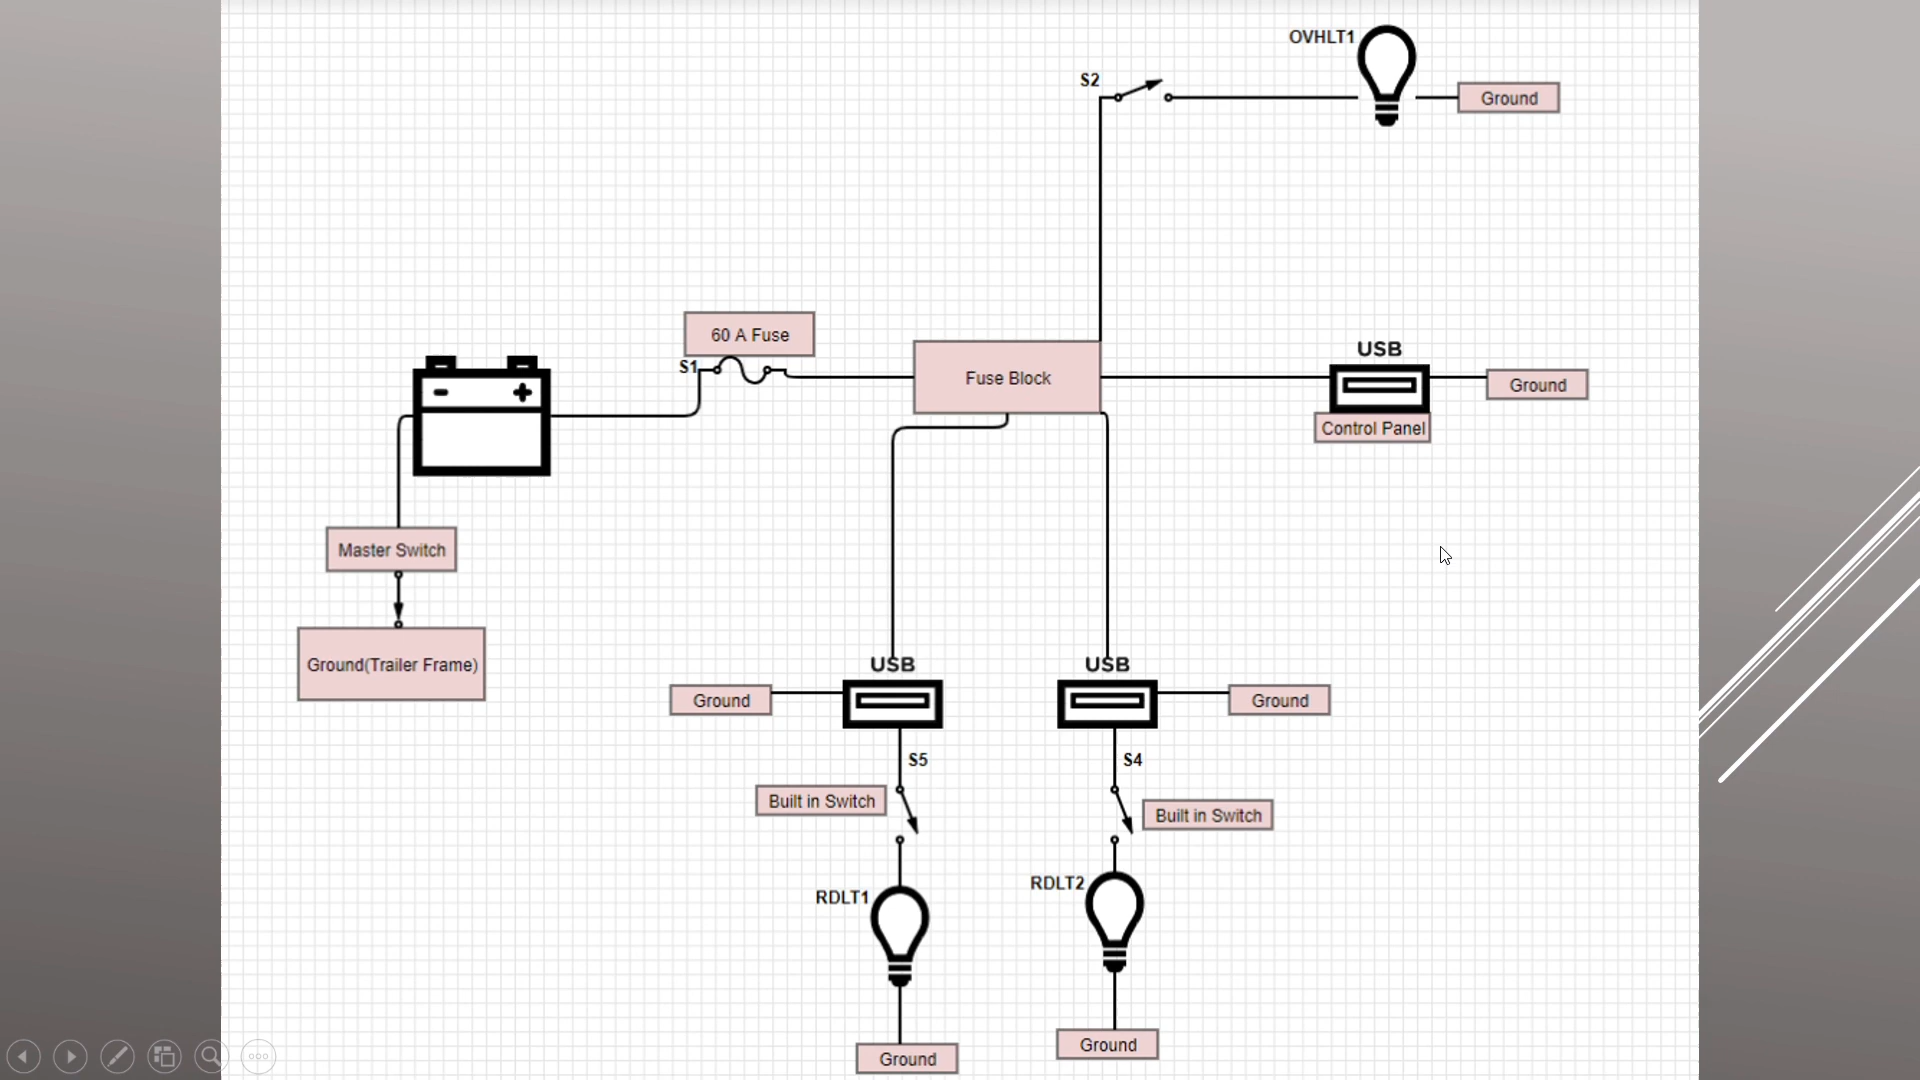 OVHLT1
S2
Ground
60 A Fuse
S1
Fuse Block
USB
Ground
Control Panel
Master Switch
Ground(Trailer Frame)
USB
Ground
USB
Ground
S5
S4
Built in Switch
Built in Switch
RDLT1
RDLT2
Ground
Ground